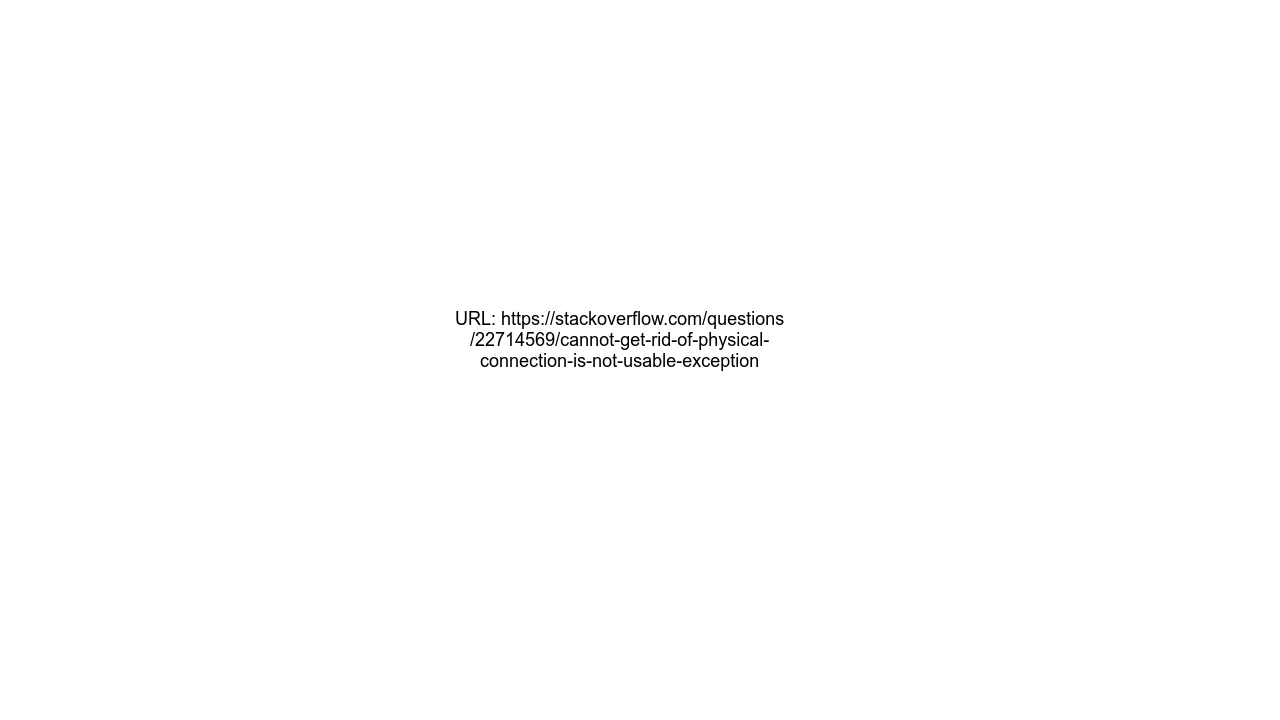 URL: https://stackoverflow.com/questions
/22714569/cannot-get-rid-of-physical-
connection-is-not-usable-exception